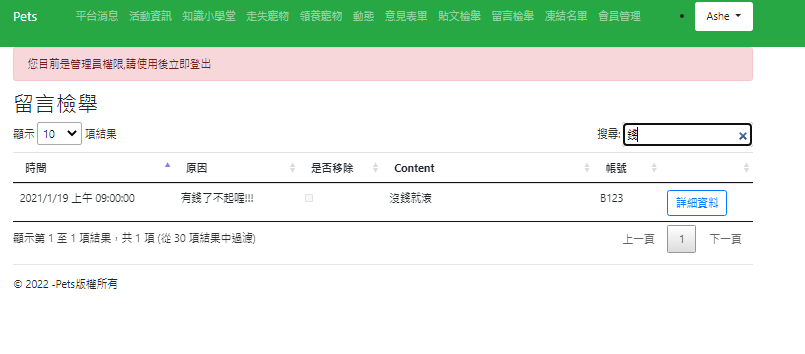 Pets 平台消息 活動資訊 知識小學堂 走失寵物 領養寵物 動態 意見表單 貼文檢舉 留言檢舉 凍結名單 會員管理 Ashe
您目前是管理員權限,請使用後立即登出
留言檢舉
顯示 10 項結果 搜尋: 錢
時間 原因 是否移除 Content 帳號
2021/1/19 上午 09:00:00 有錢了不起喔!!! 沒錢就滾 B123 詳細資料
顯示第 1 至 1 項結果，共 1 項 (從 30 項結果中過濾) 上一頁 1 下一頁
© 2022 -Pets版權所有